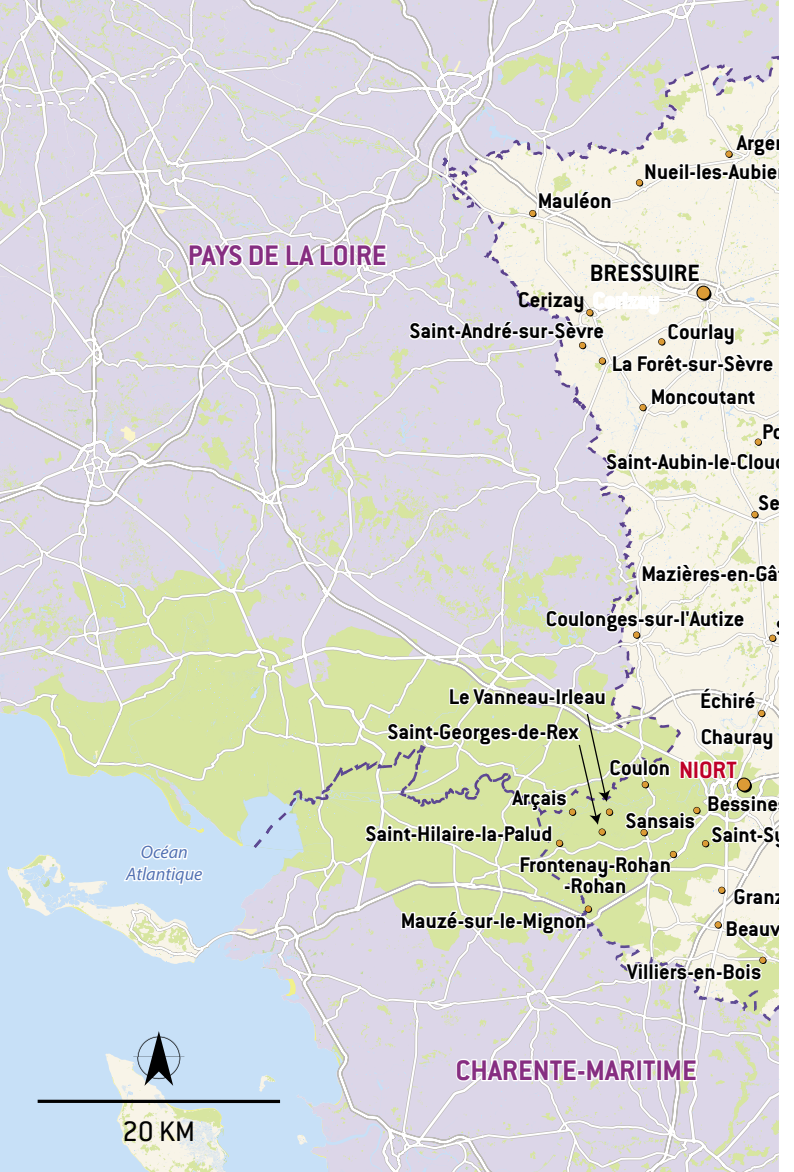 Arge
Nueil-les-Aubie
Mauléon
PAYS DE LA LOIRE
BRESSUIRE
Cerizay
Cerizay
Saint-André-sur-Sèvre
Courlay
La Forêt-sur-Sèvre
Moncoutant
Po
Saint-Aubin-le-Clou
Se
Mazières-en-Gâ
Coulonges-sur-l'Autize
Le Vanneau-Irleau
Échiré
Saint-Georges-de-Rex
Chauray
Coulon
NIORT
Arçais
Bessine
Sansais
Saint-Hilaire-la-Palud
Saint-Sy
Océan
Atlantique
Frontenay-Rohan
-Rohan
Granz
Mauzé-sur-le-Mignon
Beauv
Villiers-en-Bois
CHARENTE-MARITIME
20 KM